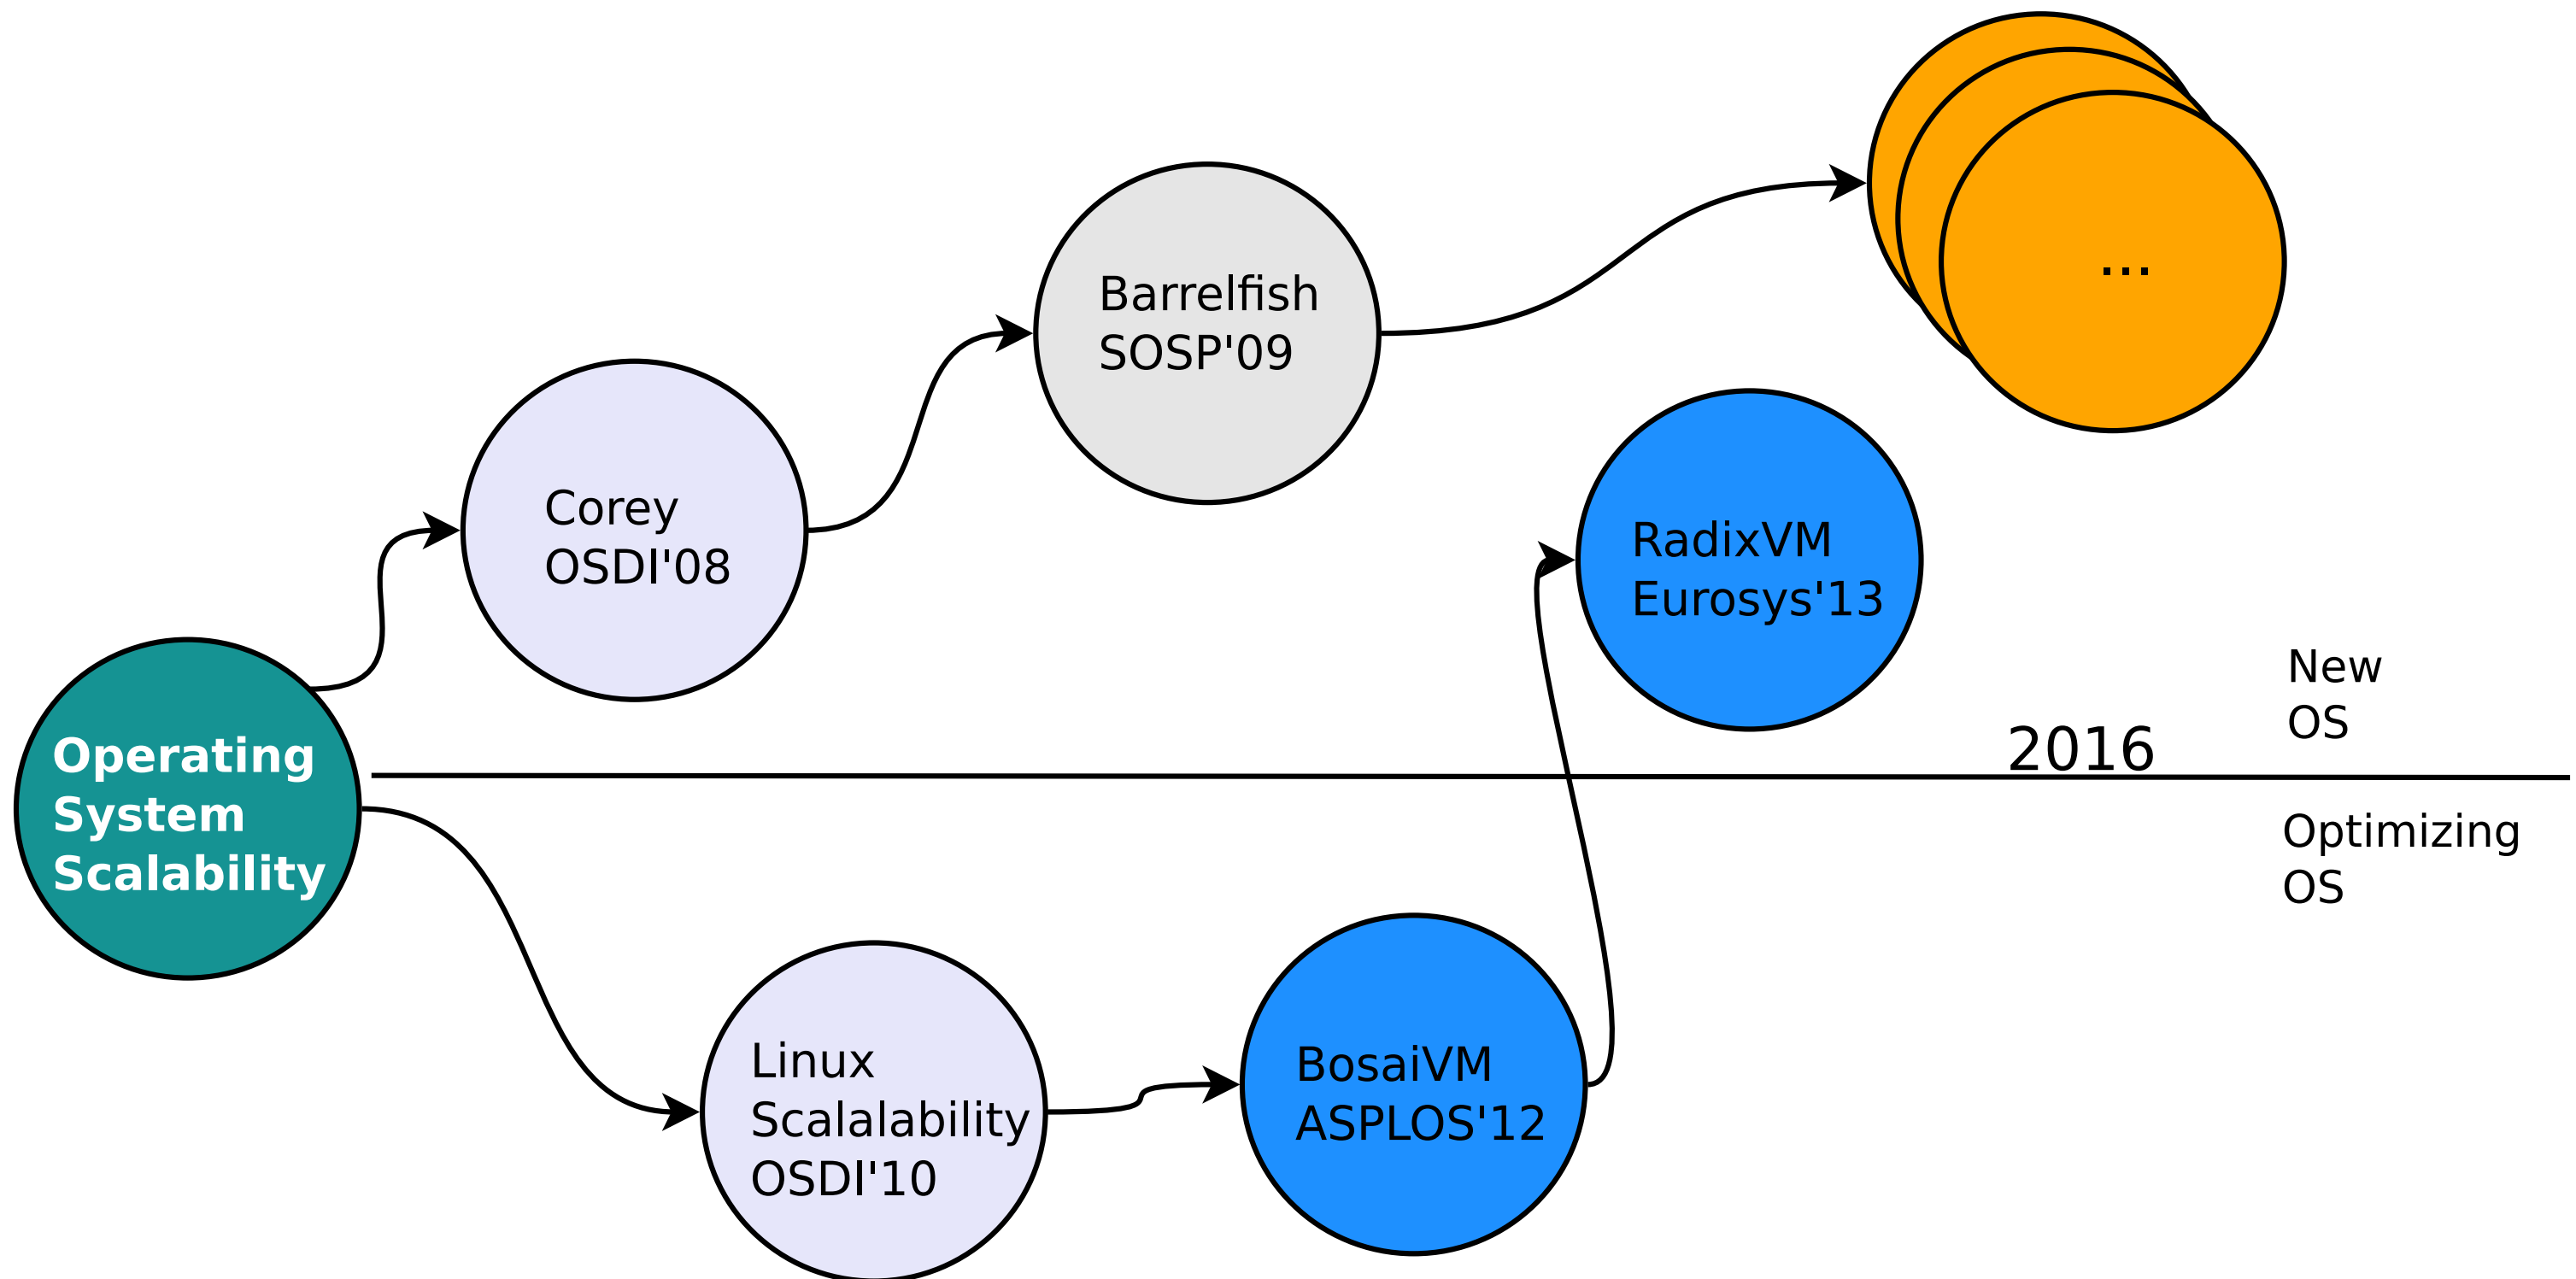 ...
Barrelfish
SOSP'09
Corey
OSDI'08
RadixVM
Eurosys'13
New
OS
2016
Operating
System
Scalability
Optimizing
OS
Linux
Scalalability
OSDI'10
BosaiVM
ASPLOS'12